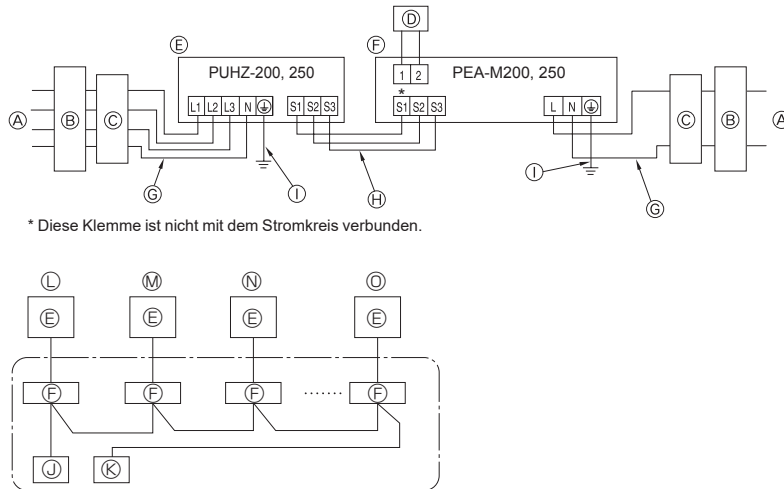 Ⓓ
Ⓔ Ⓕ
PUHZ-200, 250 1 2 PEA-M200, 250
*
L1 L2 L3 N S1 S2 S3 S1 S2 S3 L N
Ⓐ Ⓑ Ⓒ Ⓒ Ⓑ Ⓐ
Ⓖ Ⓘ Ⓗ Ⓘ Ⓖ
* Diese Klemme ist nicht mit dem Stromkreis verbunden.
Ⓛ Ⓜ Ⓝ Ⓞ
Ⓔ Ⓔ Ⓔ Ⓔ
Ⓕ Ⓕ Ⓕ ....... Ⓕ
Ⓙ Ⓚ